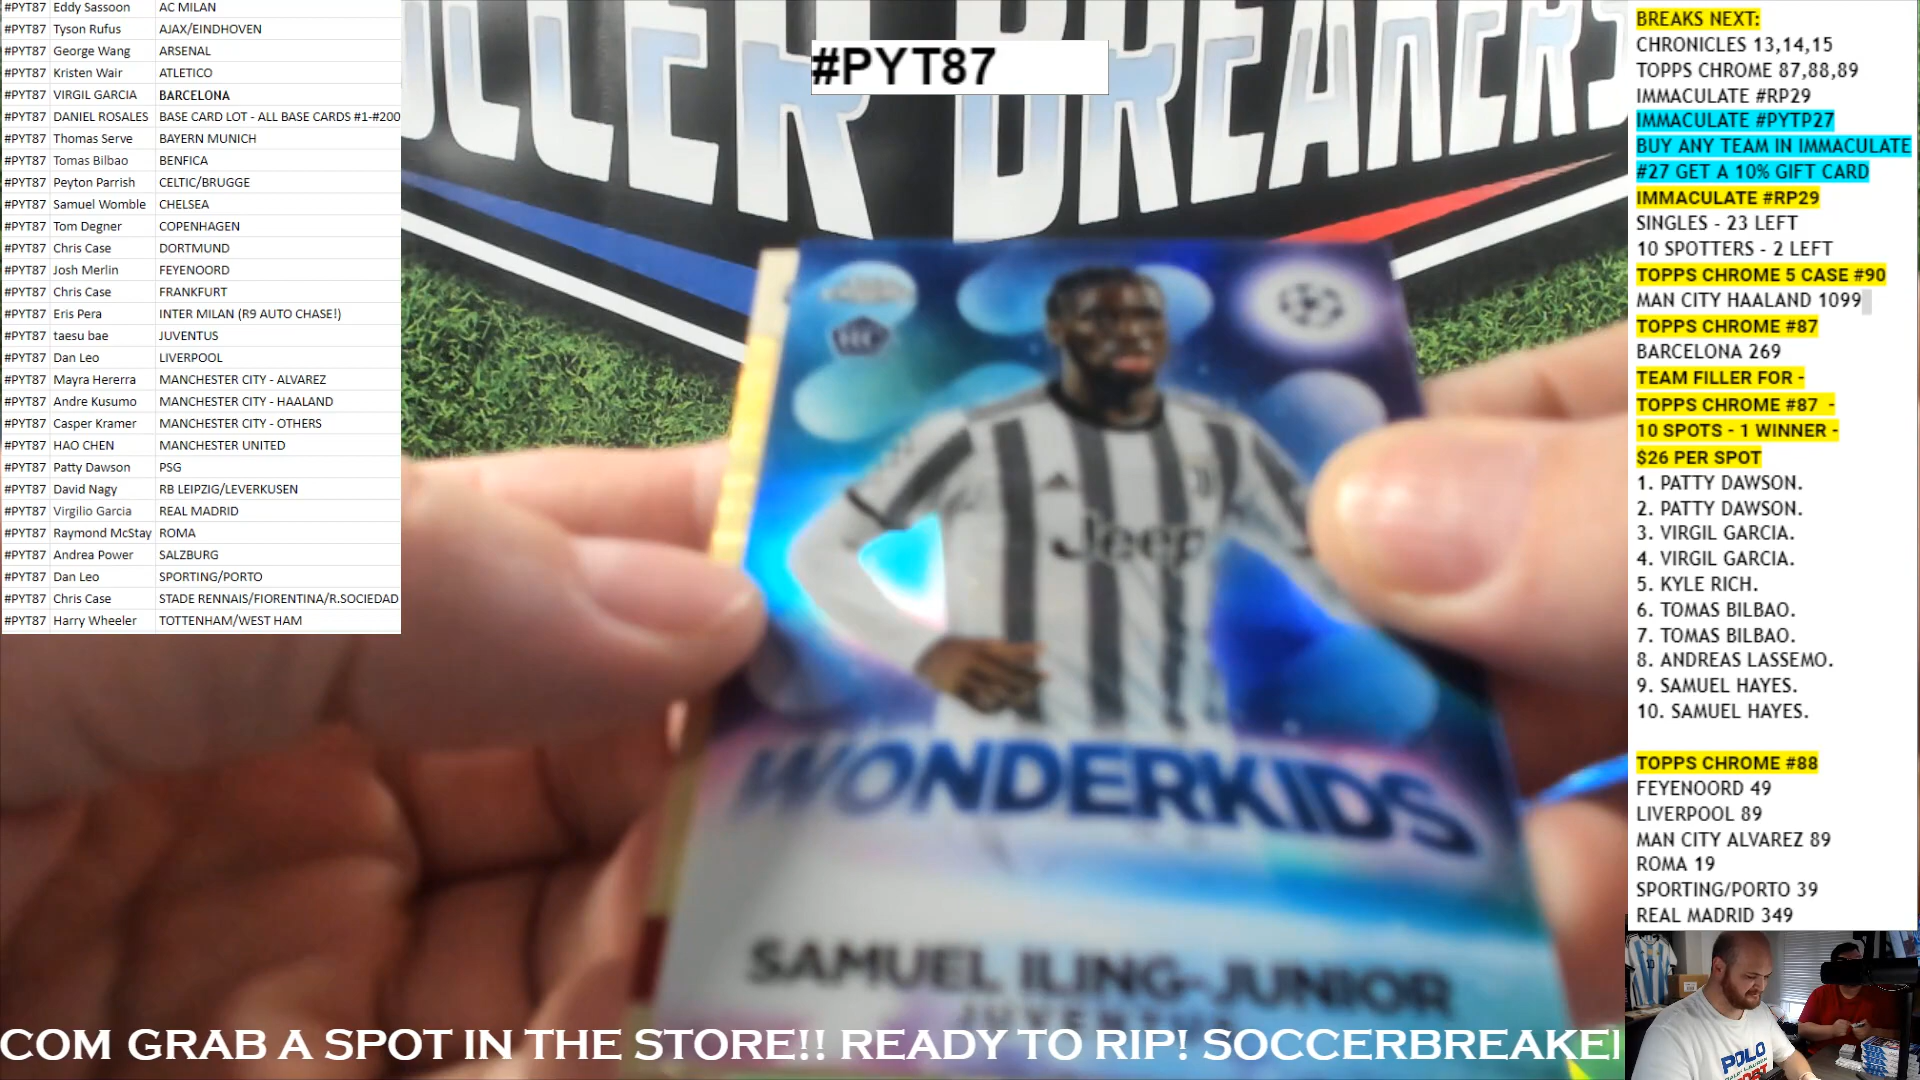 #PYT87 Eddy Sassoon AC MILAN
#PYT87 Tyson Rufus AJAX/EINDHOVEN
#PYT87 George Wang ARSENAL
#PYT87 Kristen Wair ATLETICO
#PYT87 VIRGIL GARCIA BARCELONA
#PYT87 DANIEL ROSALES BASE CARD LOT - ALL BASE CARDS #1-#200
#PYT87 Thomas Serve BAYERN MUNICH
#PYT87 Tomas Bilbao BENFICA
#PYT87 Peyton Parrish CELTIC/BRUGGE
#PYT87 Samuel Womble CHELSEA
#PYT87 Tom Degner COPENHAGEN
#PYT87 Chris Case DORTMUND
#PYT87 Josh Merlin FEYENOORD
#PYT87 Chris Case FRANKFURT
#PYT87 Eris Pera INTER MILAN (R9 AUTO CHASE!)
#PYT87 taesu bae JUVENTUS
#PYT87 Dan Leo LIVERPOOL
#PYT87 Mayra Hererra MANCHESTER CITY - ALVAREZ
#PYT87 Andre Kusumo MANCHESTER CITY - HAALAND
#PYT87 Casper Kramer MANCHESTER CITY - OTHERS
#PYT87 HAO CHEN MANCHESTER UNITED
#PYT87 Patty Dawson PSG
#PYT87 David Nagy RB LEIPZIG/LEVERKUSEN
#PYT87 Virgilio Garcia REAL MADRID
#PYT87 Raymond McStay ROMA
#PYT87 Andrea Power SALZBURG
#PYT87 Dan Leo SPORTING/PORTO
#PYT87 Chris Case STADE RENNAIS/FIORENTINA/R.SOCIEDAD
#PYT87 Harry Wheeler TOTTENHAM/WEST HAM
#PYT87
BREAKERS
Jeep
WONDERKIDS
SAMUEL ILING-JUNIOR
JUVENTUS
BREAKS NEXT:
CHRONICLES 13,14,15
TOPPS CHROME 87,88,89
IMMACULATE #RP29
IMMACULATE #PYTP27
BUY ANY TEAM IN IMMACULATE
#27 GET A 10% GIFT CARD
IMMACULATE #RP29
SINGLES - 23 LEFT
10 SPOTTERS - 2 LEFT
TOPPS CHROME 5 CASE #90
MAN CITY HAALAND 1099
TOPPS CHROME #87
BARCELONA 269
TEAM FILLER FOR -
TOPPS CHROME #87 -
10 SPOTS - 1 WINNER -
$26 PER SPOT
1. PATTY DAWSON.
2. PATTY DAWSON.
3. VIRGIL GARCIA.
4. VIRGIL GARCIA.
5. KYLE RICH.
6. TOMAS BILBAO.
7. TOMAS BILBAO.
8. ANDREAS LASSEMO.
9. SAMUEL HAYES.
10. SAMUEL HAYES.
TOPPS CHROME #88
FEYENOORD 49
LIVERPOOL 89
MAN CITY ALVAREZ 89
ROMA 19
SPORTING/PORTO 39
REAL MADRID 349
POLO
COM GRAB A SPOT IN THE STORE!! READY TO RIP! SOCCERBREAKE